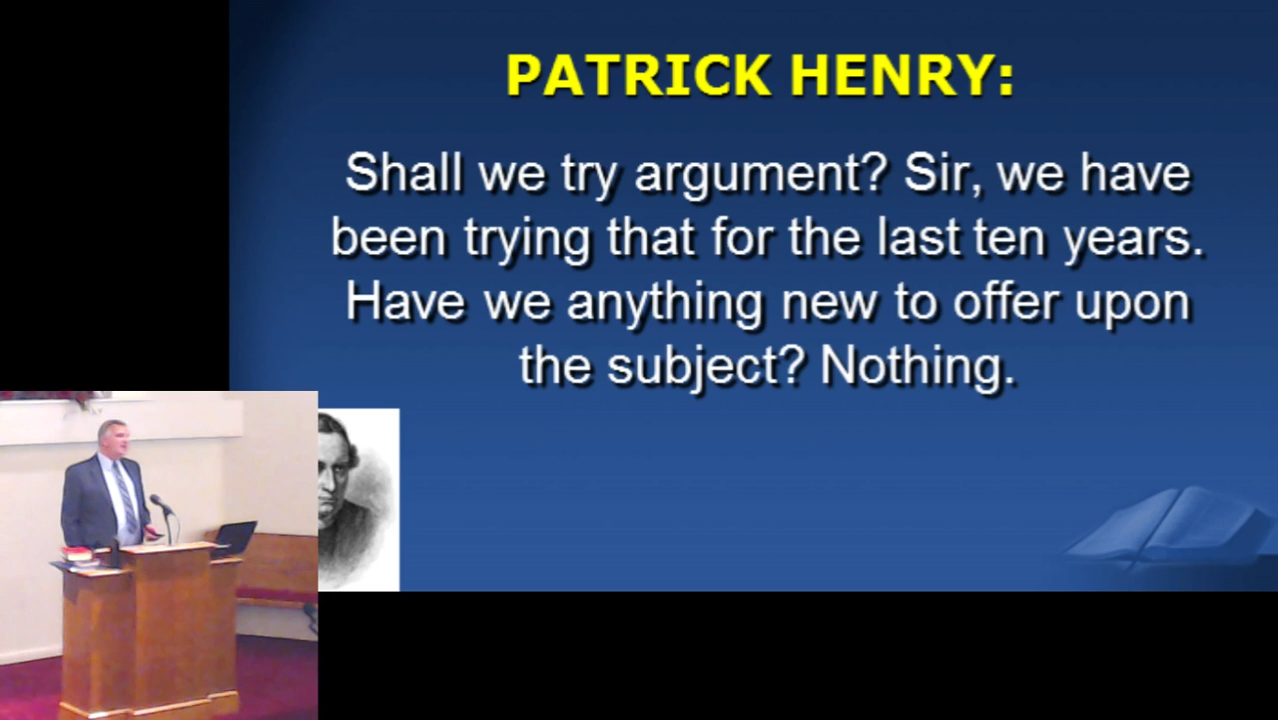 PATRICK HENRY:
Shall we try argument? Sir, we have
been trying that for the last ten years.
Have we anything new to offer upon
the subject? Nothing.